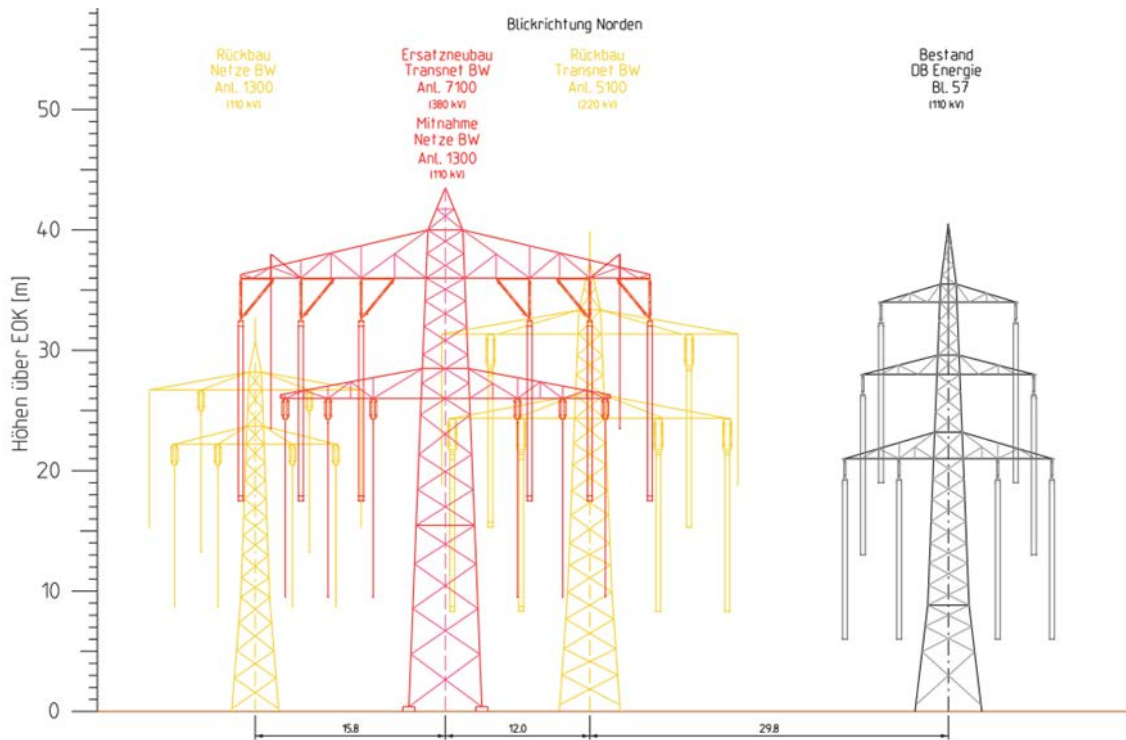 Blickrichtung Norden
Rückbau
Netze BW
Anl. 1300
(110 kV)
Ersatzneubau
Transnet BW
Anl. 7100
(380 kV)
Mitnahme
Netze BW
Anl. 1300
(110 kV)
Rückbau
Transnet BW
Anl. 5100
(220 kV)
Bestand
DB Energie
Bl. 57
(110 kV)
Höhen über EOK [m]
50
40
30
20
10
0
15.8
12.0
29.8